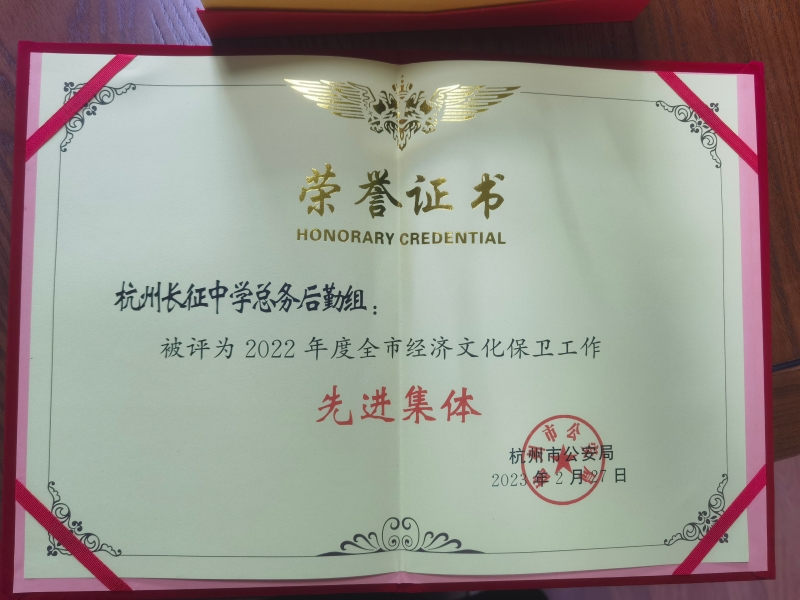 荣誉证书
HONORARY CREDENTIAL
杭州长征中学总务后勤组：
被评为 2022 年度全市经济文化保卫工作
先进集体
杭州市公安局
2023 年 2 月 27 日